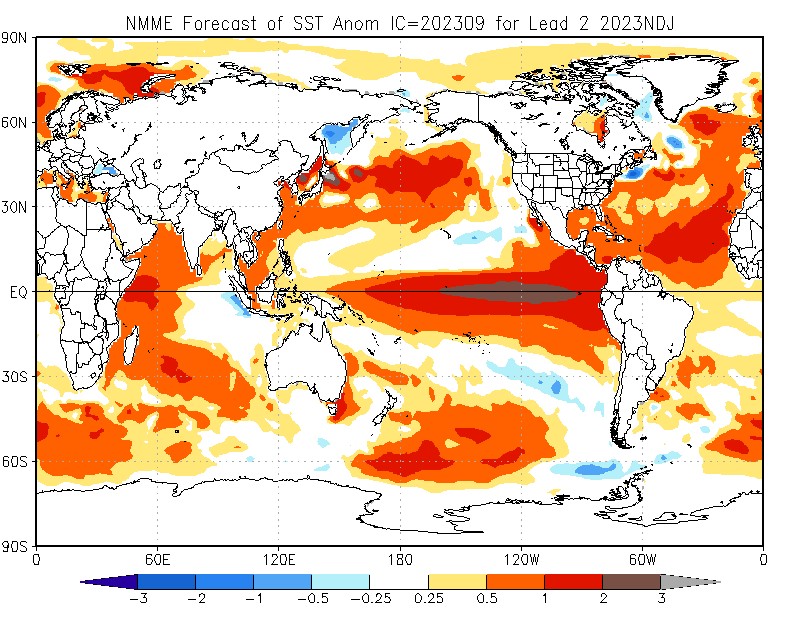 NMME Forecast of SST Anom IC=202309 for Lead 2 2023NDJ
90N
60N
30N
EQ
30S
60S
90S
0 60E 120E 180 120W 60W 0
-3 -2 -1 -0.5 -0.25 0.25 0.5 1 2 3